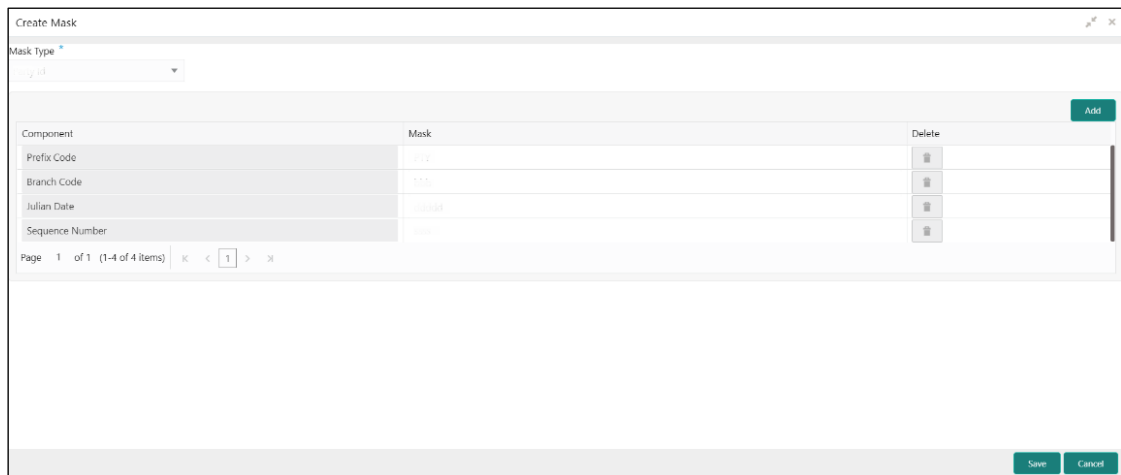 Create Mask
Mask Type *
Add
Component Mask Delete
Prefix Code
Branch Code
Julian Date
Sequence Number
Page 1 of 1 (1-4 of 4 items) K < 1 > >|
Save Cancel